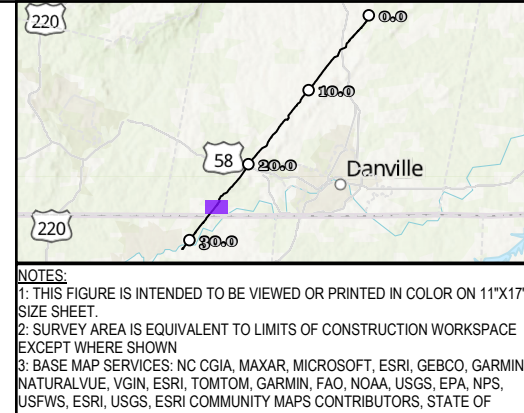 220
0.0
10.0
58
20.0
Danville
220
30.0
NOTES:
1: THIS FIGURE IS INTENDED TO BE VIEWED OR PRINTED IN COLOR ON 11"X17"
SIZE SHEET.
2: SURVEY AREA IS EQUIVALENT TO LIMITS OF CONSTRUCTION WORKSPACE
EXCEPT WHERE SHOWN
3: BASE MAP SERVICES: NC CGIA, MAXAR, MICROSOFT, ESRI, GEBCO, GARMIN,
NATURALVUE, VGIN, ESRI, TOMTOM, GARMIN, FAO, NOAA, USGS, EPA, NPS,
USFWS, ESRI, USGS, ESRI COMMUNITY MAPS CONTRIBUTORS, STATE OF